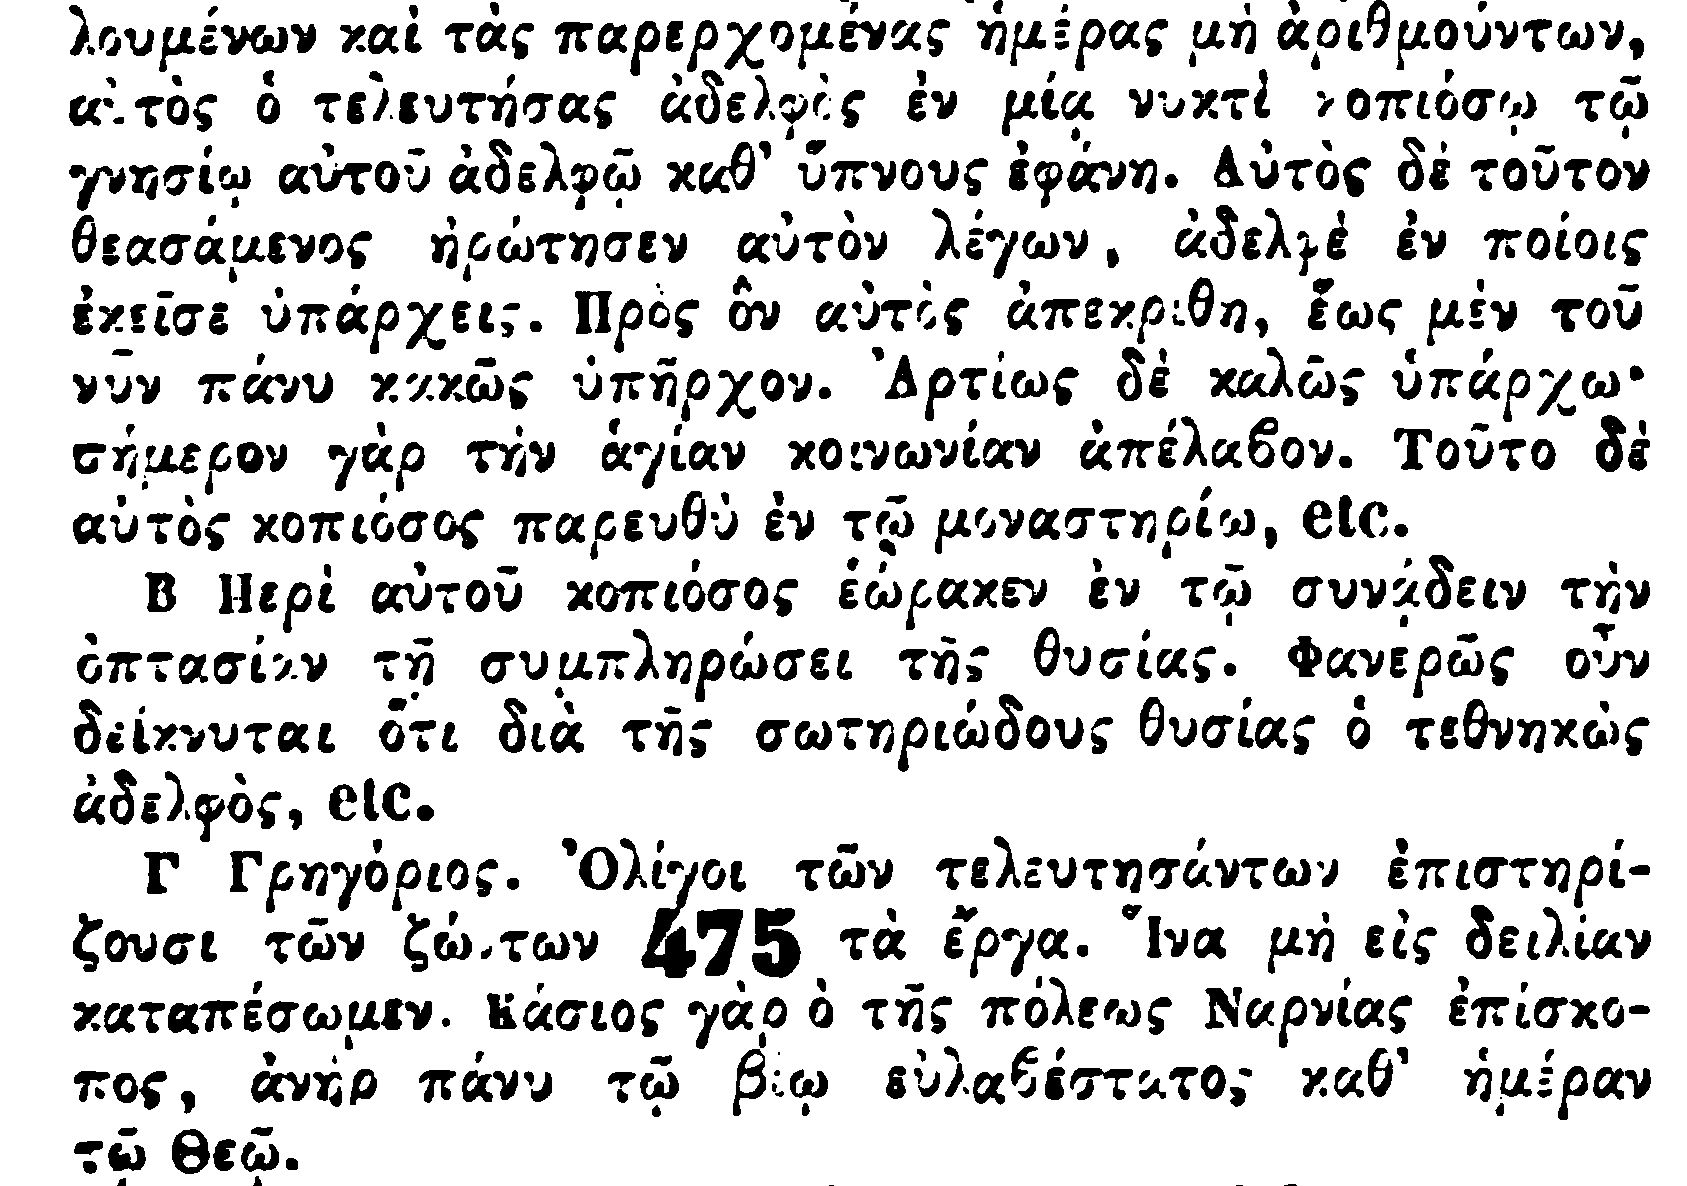 λουμένων καὶ τὰς παρερχομένας ἡμέρας μὴ ἀριθμούντων,
αὐτὸς ὁ τελευτήσας ἀδελφὸς ἐν μίᾳ νυκτὶ κοπιόσῳ τῷ
γνησίῳ αὐτοῦ ἀδελφῷ καθ' ὕπνους ἐφάνη. Αὐτὸς δὲ τοῦτον
θεασάμενος ἠρώτησεν αὐτὸν λέγων, ἀδελφὲ ἐν ποίοις
ἐκεῖσε ὑπάρχεις. Πρὸς ὃν αὐτὸς ἀπεκρίθη, ἕως μὲν τοῦ
νῦν πάνυ κακῶς ὑπῆρχον. Ἀρτίως δὲ καλῶς ὑπάρχω·
σήμερον γὰρ τὴν ἁγίαν κοινωνίαν ἀπέλαβον. Τοῦτο δὲ
αὐτὸς κοπιόσος παρευθὺ ἐν τῷ μοναστηρίῳ, etc.
Β Περὶ αὐτοῦ κοπιόσος ἑώρακεν ἐν τῷ συνᾴδειν τὴν
ὀπτασίαν τῇ συμπληρώσει τῆς θυσίας. Φανερῶς οὖν
δείκνυται ὅτι διὰ τῆς σωτηριώδους θυσίας ὁ τεθνηκὼς
ἀδελφὸς, etc.
Γ Γρηγόριος. Ὀλίγοι τῶν τελευτησάντων ἐπιστηρί-
ζουσι τῶν ζώντων 475 τὰ ἔργα. Ἵνα μὴ εἰς δειλίαν
καταπέσωμεν. Κάσιος γὰρ ὁ τῆς πόλεως Ναρνίας ἐπίσκο-
πος, ἀνὴρ πάνυ τῷ βίῳ εὐλαβέστατος καθ' ἡμέραν
τῷ Θεῷ.